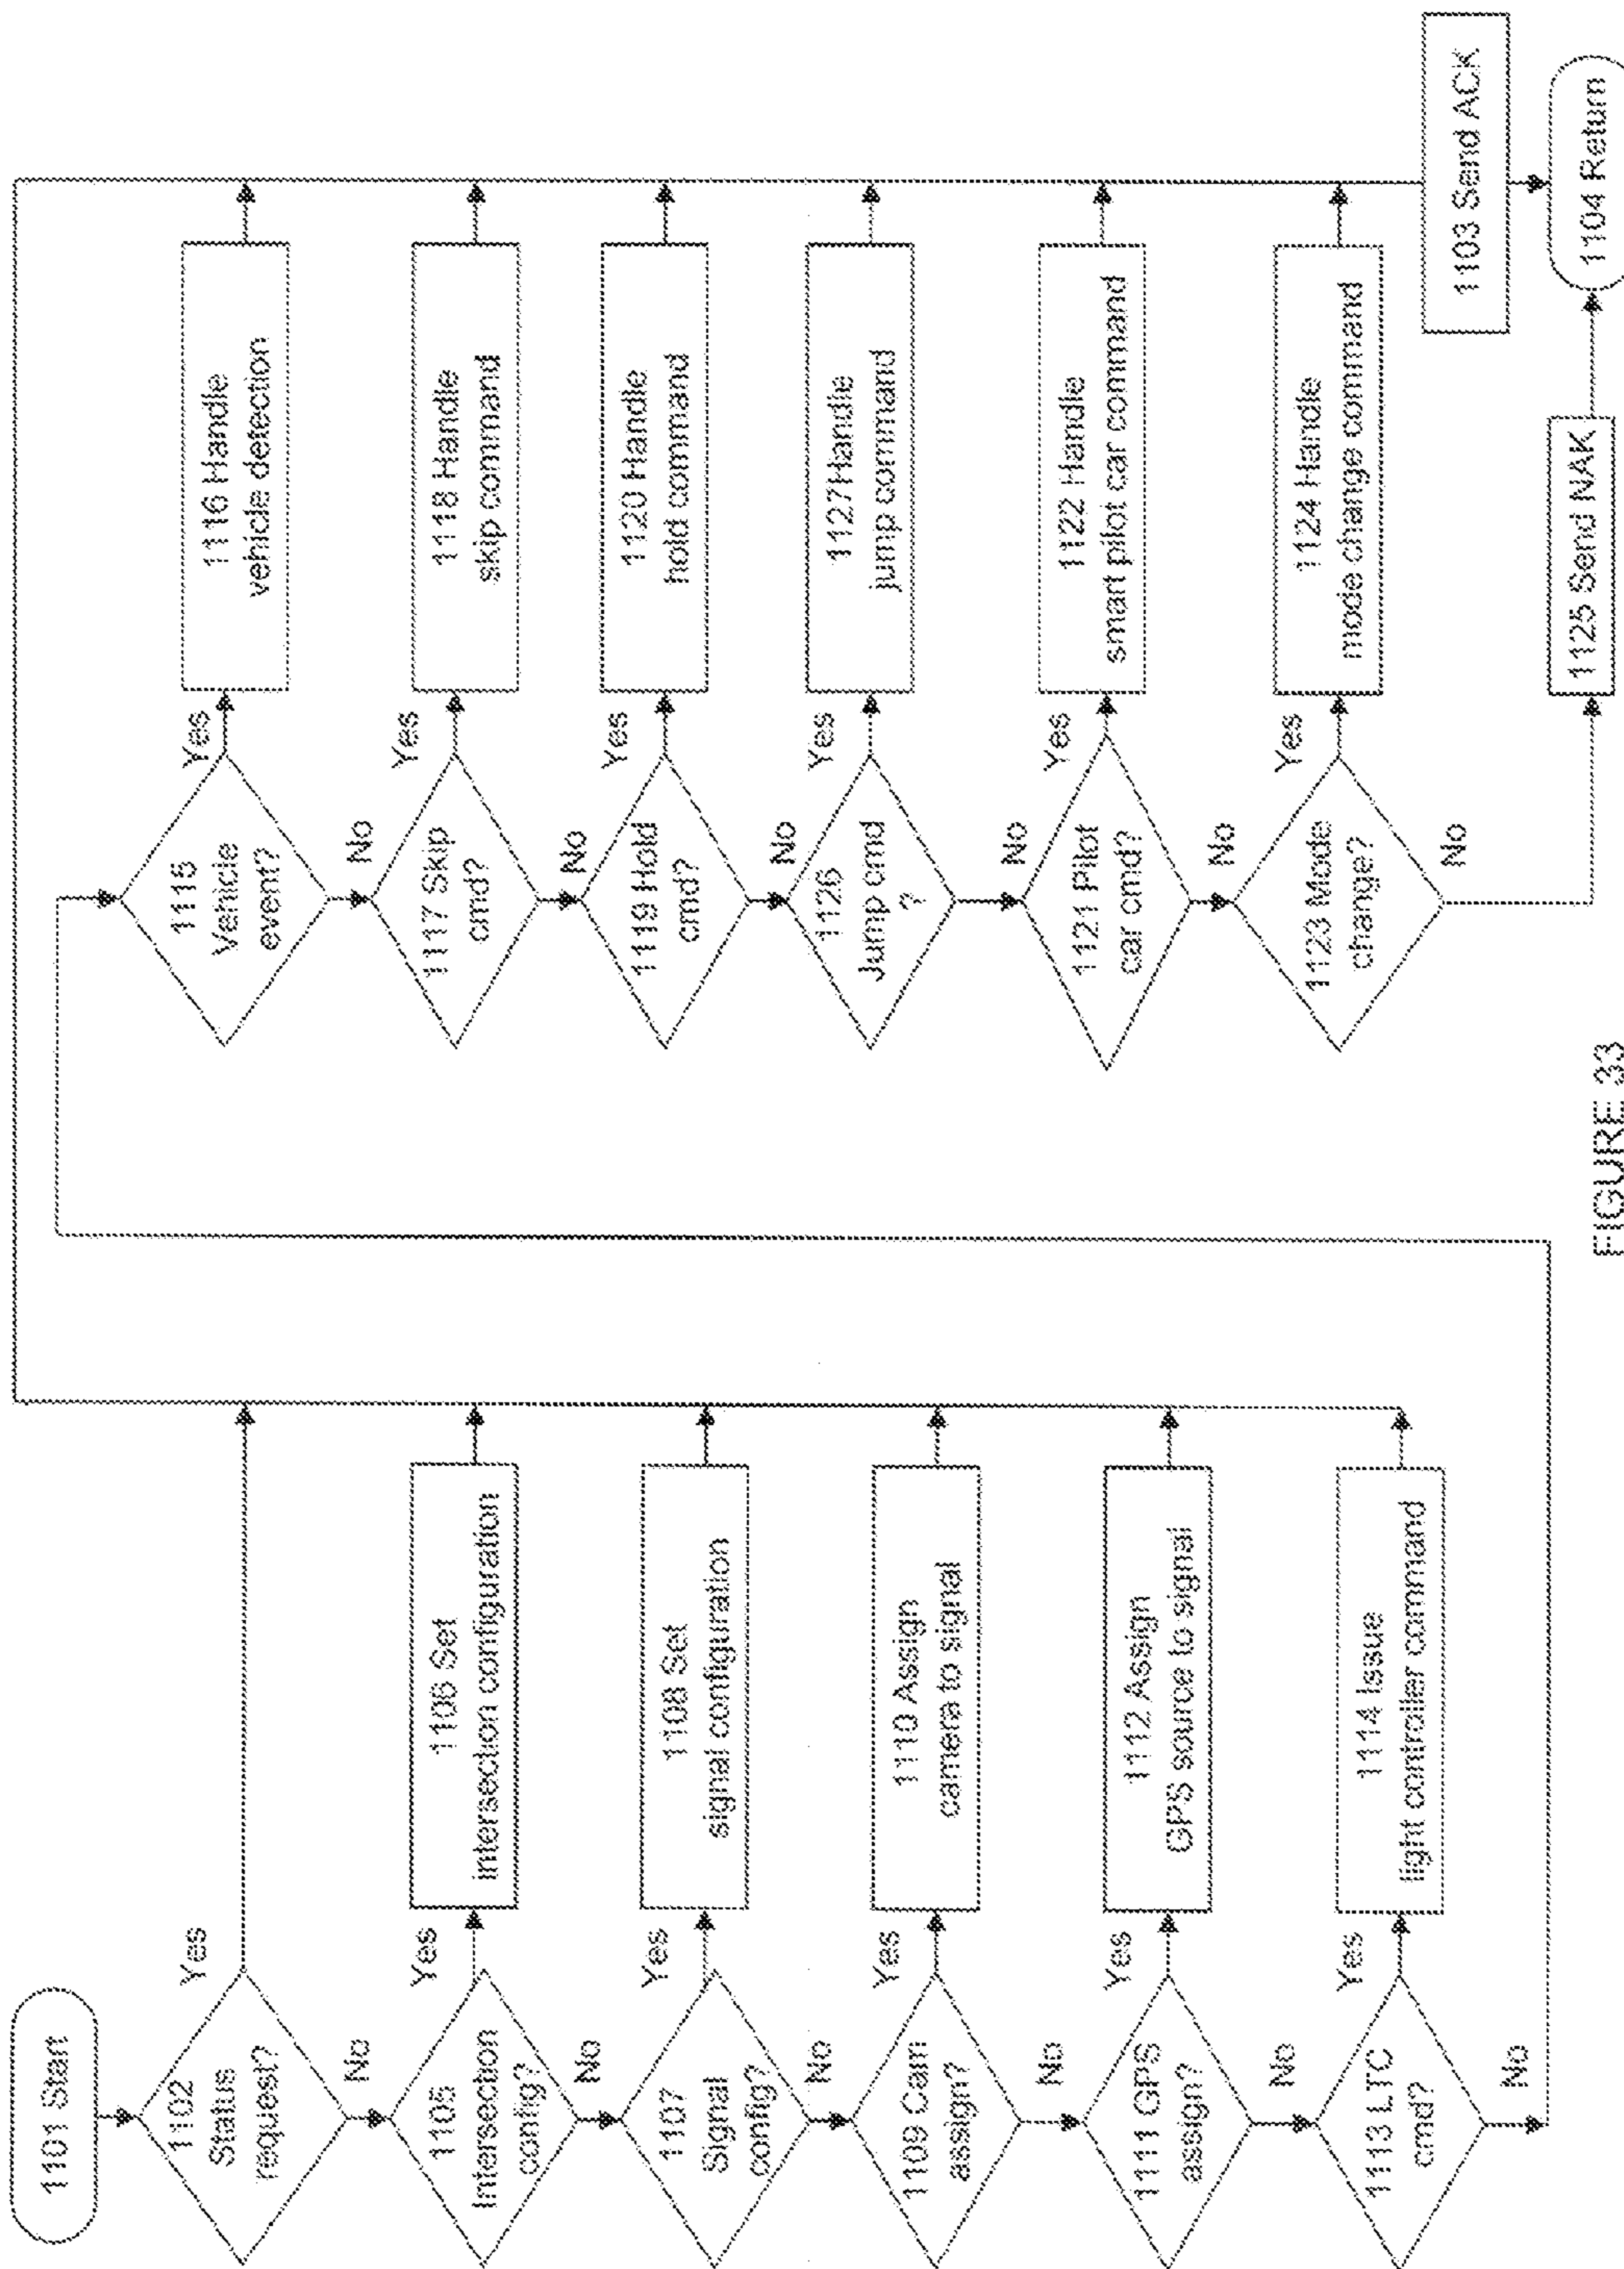 1101 Start
1102
Status
request?
Yes
No
1105
Intersection
config?
Yes
1106 Set
intersection configuration
No
1107
Signal
config?
Yes
1108 Set
signal configuration
No
1109 Cam
assign?
Yes
1110 Assign
camera to signal
No
1111 GPS
assign?
Yes
1112 Assign
GPS source to signal
No
1113 LTC
cmd?
Yes
1114 Issue
light controller command
No
1115
Vehicle
event?
Yes
1116 Handle
vehicle detection
No
1117 Skip
cmd?
Yes
1118 Handle
skip command
No
1119 Hold
cmd?
Yes
1120 Handle
hold command
No
1126
Jump cmd
?
Yes
1127Handle
jump command
No
1121 Pilot
car cmd?
Yes
1122 Handle
smart pilot car command
No
1123 Mode
change?
Yes
1124 Handle
mode change command
No
1103 Send ACK
1125 Send NAK
1104 Return
FIGURE 33